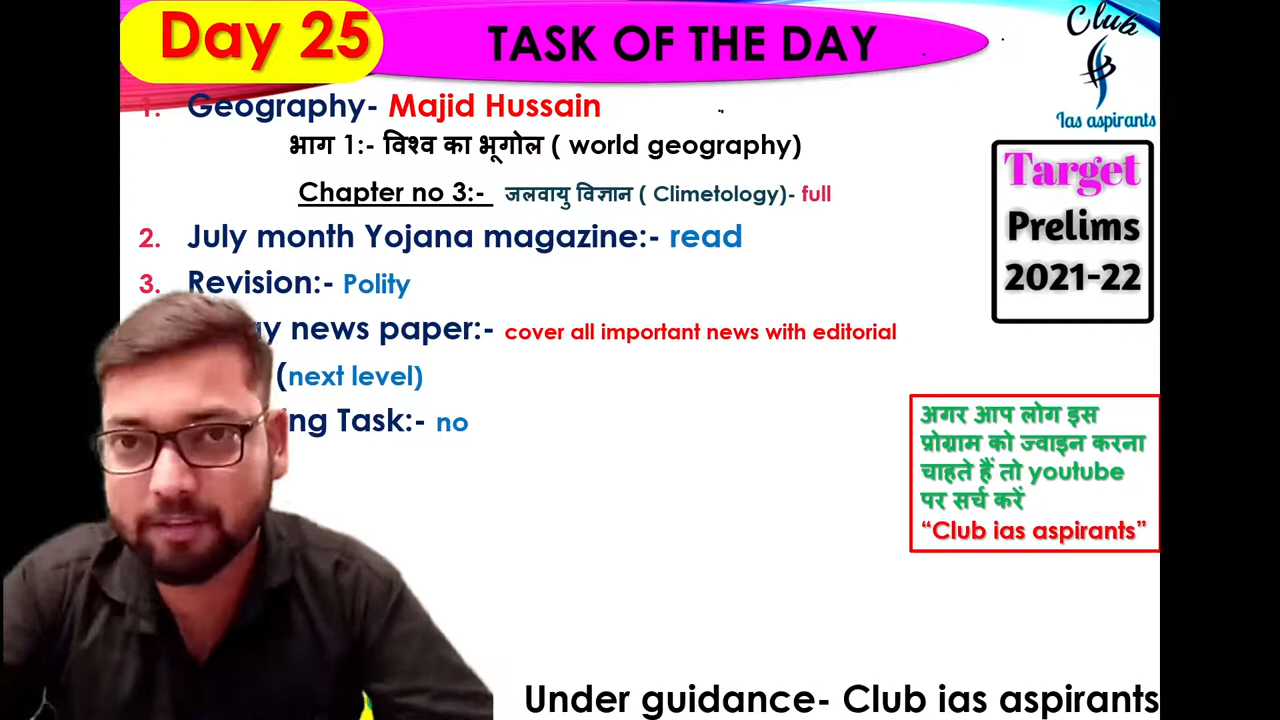 Day 25
TASK OF THE DAY
Club
Ias aspirants
1. Geography- Majid Hussain
भाग 1:- विश्व का भूगोल ( world geography)
Chapter no 3:- जलवायु विज्ञान ( Climetology)- full
2. July month Yojana magazine:- read
3. Revision:- Polity
news paper:- cover all important news with editorial
(next level)
Task:- no
Target
Prelims
2021-22
अगर आप लोग इस
प्रोग्राम को ज्वाइन करना
चाहते हैं तो youtube
पर सर्च करें
“Club ias aspirants”
Under guidance- Club ias aspirants